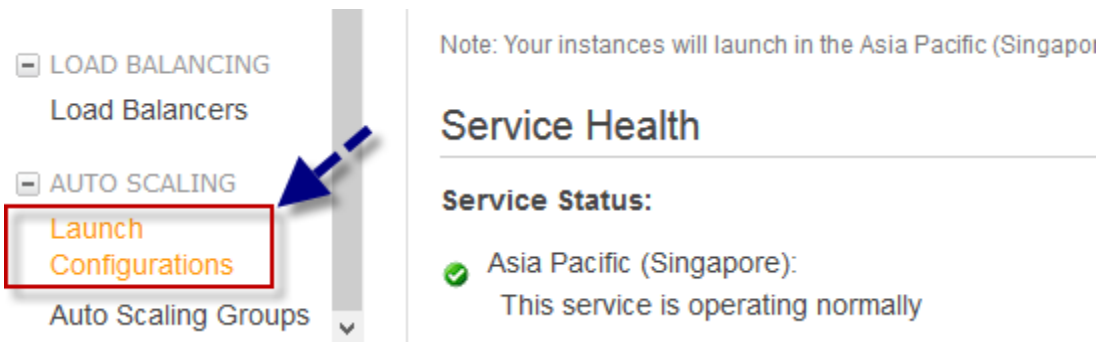 LOAD BALANCING
Load Balancers
AUTO SCALING
Launch
Configurations
Auto Scaling Groups
Note: Your instances will launch in the Asia Pacific
Service Health
Service Status:
Asia Pacific (Singapore):
This service is operating normally